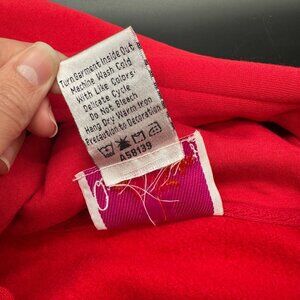 Turn Garment Inside Out
Machine Wash Cold
With Like Colors.
Delicate Cycle
Do Not Bleach
Hang Dry Warm Iron
Precaution to Decoration
A58139